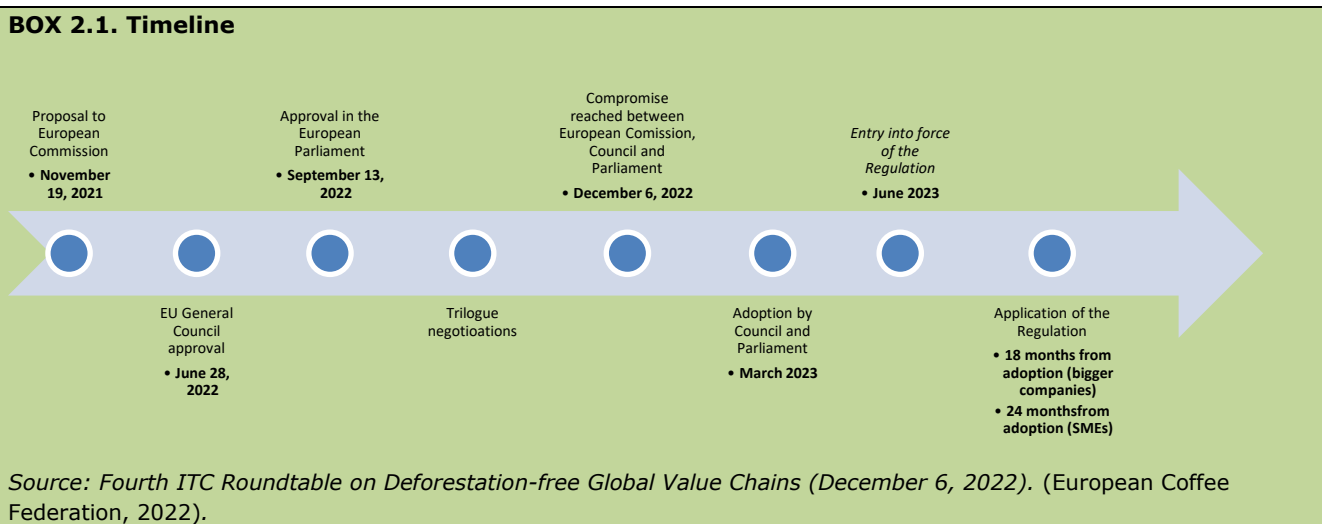 BOX 2.1. Timeline
Proposal to
European
Commission
• November
19, 2021
EU General
Council
approval
• June 28,
2022
Approval in the
European
Parliament
• September 13,
2022
Trilogue
negotioations
Compromise
reached between
European Comission,
Council and
Parliament
• December 6, 2022
Adoption by
Council and
Parliament
• March 2023
Entry into force
of the
Regulation
• June 2023
Application of the
Regulation
• 18 months from
adoption (bigger
companies)
• 24 monthsfrom
adoption (SMEs)
Source: Fourth ITC Roundtable on Deforestation-free Global Value Chains (December 6, 2022). (European Coffee
Federation, 2022).